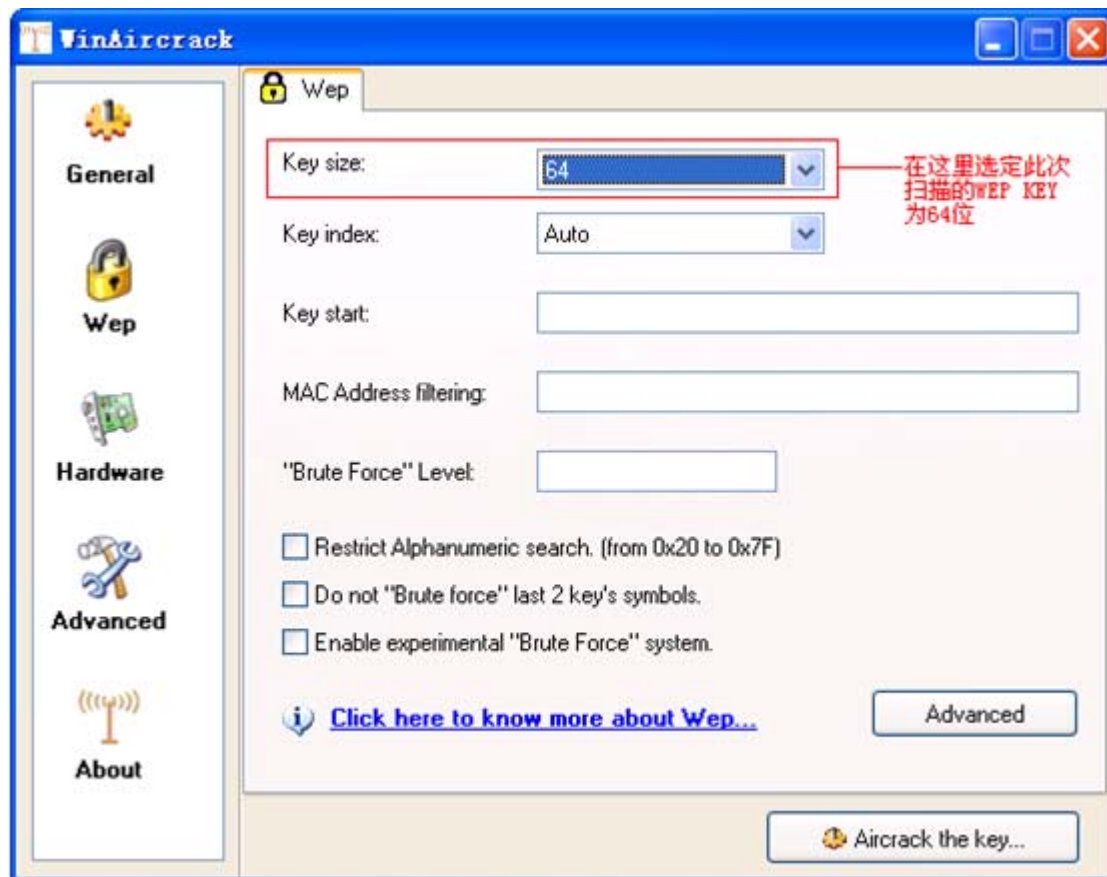 WinAircrack
General
Wep
Hardware
Advanced
About
Wep
Key size:
64
在这里选定此次
扫描的WEP KEY
为64位
Key index:
Auto
Key start:
MAC Address filtering:
"Brute Force" Level:
Restrict Alphanumeric search. (from 0x20 to 0x7F)
Do not "Brute force" last 2 key's symbols.
Enable experimental "Brute Force" system.
Click here to know more about Wep...
Advanced
Aircrack the key...